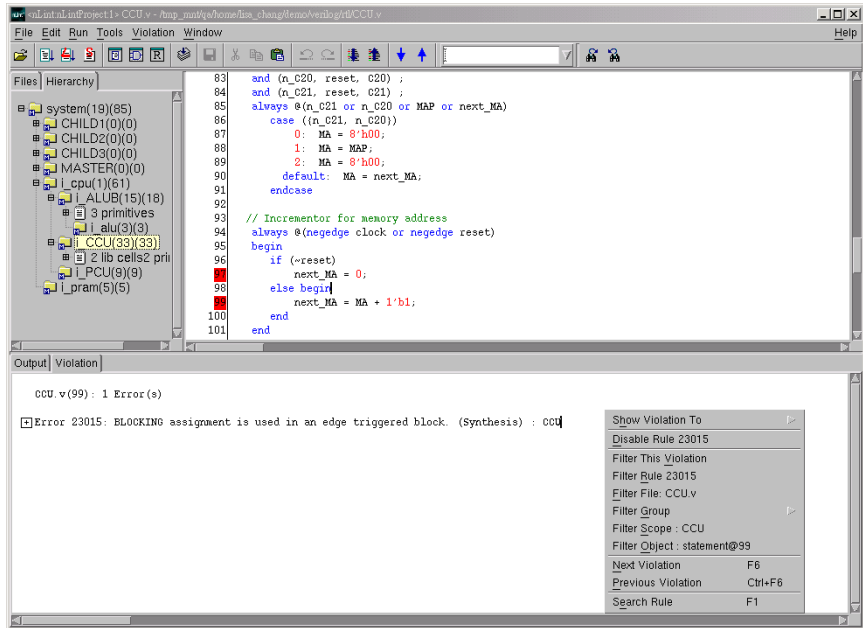 <nLint:nLintProject:1> CCU.v - /tmp_mnt/qa/home/lisa_chang/demo/verilog/rtl/CCU.v
File Edit Run Tools Violation Window Help
Files Hierarchy
system(19)(85)
CHILD1(0)(0)
CHILD2(0)(0)
CHILD3(0)(0)
MASTER(0)(0)
i_cpu(1)(61)
i_ALUB(15)(18)
3 primitives
i_alu(3)(3)
i_CCU(33)(33)
2 lib cells2 prin
i_PCU(9)(9)
i_pram(5)(5)
83 and (n_C20, reset, C20) ;
84 and (n_C21, reset, C21) ;
85 always @(n_C21 or n_C20 or MAP or next_MA)
86 case ({n_C21, n_C20})
87 0: MA = 8'h00;
88 1: MA = MAP;
89 2: MA = 8'h00;
90 default: MA = next_MA;
91 endcase
92
93 // Incrementor for memory address
94 always @(negedge clock or negedge reset)
95 begin
96 if (~reset)
97 next_MA = 0;
98 else begin
99 next_MA = MA + 1'b1;
100 end
101 end
Output Violation
CCU.v(99): 1 Error(s)
Error 23015: BLOCKING assignment is used in an edge triggered block. (Synthesis) : CCU
Show Violation To
Disable Rule 23015
Filter This Violation
Filter Rule 23015
Filter File: CCU.v
Filter Group
Filter Scope : CCU
Filter Object : statement@99
Next Violation F6
Previous Violation Ctrl+F6
Search Rule F1